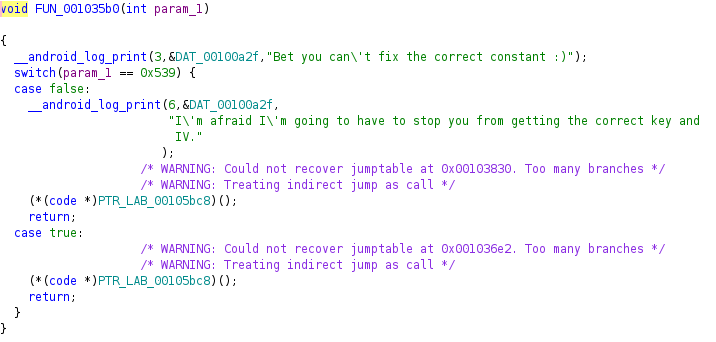 void FUN_001035b0(int param_1)
{
__android_log_print(3,&DAT_00100a2f,"Bet you can\'t fix the correct constant :)");
switch(param_1 == 0x539) {
case false:
__android_log_print(6,&DAT_00100a2f,
"I\'m afraid I\'m going to have to stop you from getting the correct key and
IV."
);
/* WARNING: Could not recover jumptable at 0x00103830. Too many branches */
/* WARNING: Treating indirect jump as call */
(*(code *)PTR_LAB_00105bc8)();
return;
case true:
/* WARNING: Could not recover jumptable at 0x001036e2. Too many branches */
/* WARNING: Treating indirect jump as call */
(*(code *)PTR_LAB_00105bc8)();
return;
}
}